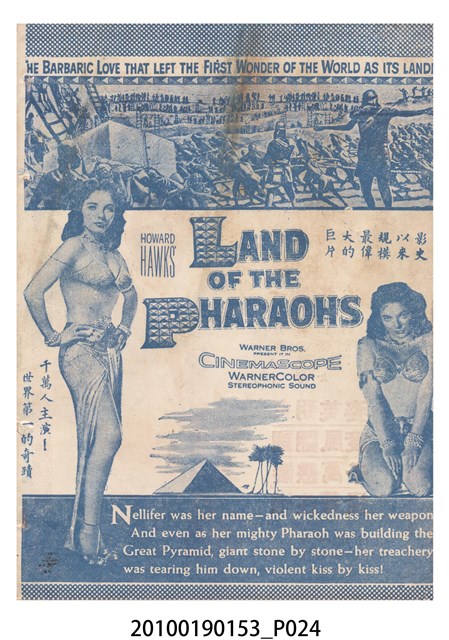 HE BARBARIC LOVE THAT LEFT THE FIRST WONDER OF THE WORLD AS ITS LANDM
HOWARD HAWKS'
LAND
OF THE
PHARAOHS
影史
以來
規模
最偉
大的
巨片
WARNER BROS.
PRESENT IT IN
CINEMASCOPE
WARNERCOLOR
STEREOPHONIC SOUND
千萬人主演！
世界第一的奇蹟
Nellifer was her name—and wickedness her weapon
And even as her mighty Pharaoh was building the
Great Pyramid, giant stone by stone—her treachery
was tearing him down, violent kiss by kiss!
20100190153_P024